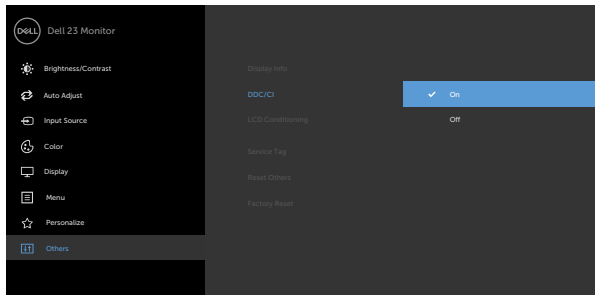 DELL Dell 23 Monitor
Brightness/Contrast
Auto Adjust
Input Source
Color
Display
Menu
Personalize
Others
Display Info
DDC/CI
LCD Conditioning
Service Tag
Reset Others
Factory Reset
On
Off